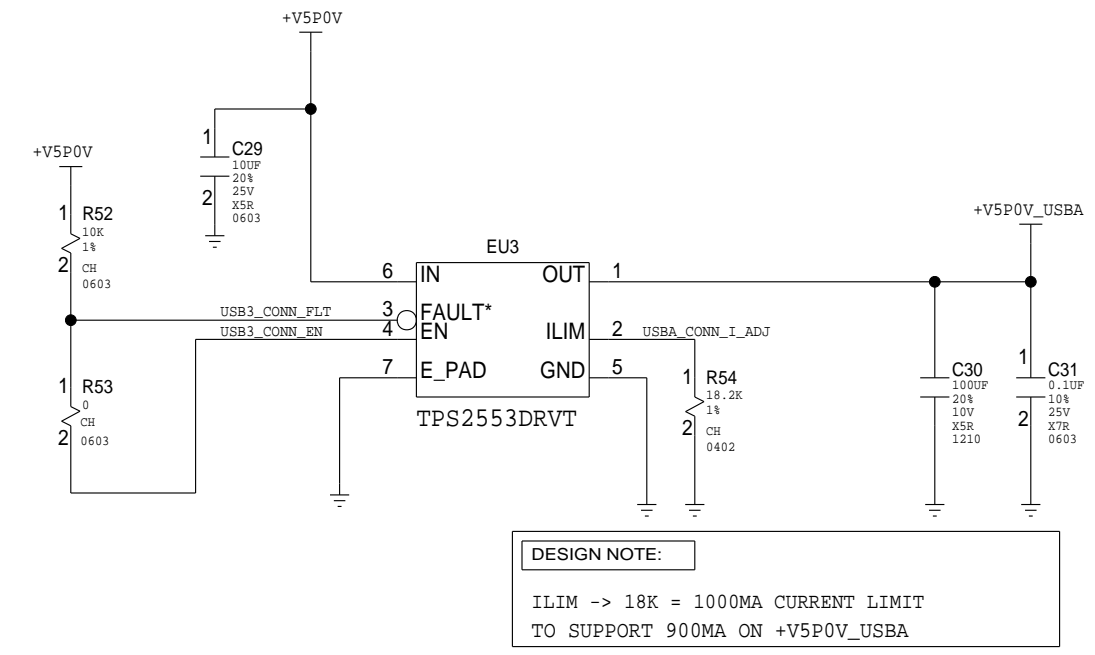 +V5P0V
+V5P0V
1
C29
10UF
20%
25V
X5R
0603
2
1
R52
10K
1%
CH
0603
2
+V5P0V_USBA
EU3
6
IN
OUT
1
USB3_CONN_FLT
3
FAULT*
USB3_CONN_EN
4
EN
ILIM
2
USBA_CONN_I_ADJ
7
E_PAD
GND
5
TPS2553DRVT
1
R53
0
CH
0603
2
1
R54
18.2K
1%
CH
0402
2
C30
100UF
20%
10V
X5R
1210
1
C31
0.1UF
10%
25V
X7R
0603
2
DESIGN NOTE:
ILIM -> 18K = 1000MA CURRENT LIMIT
TO SUPPORT 900MA ON +V5P0V_USBA